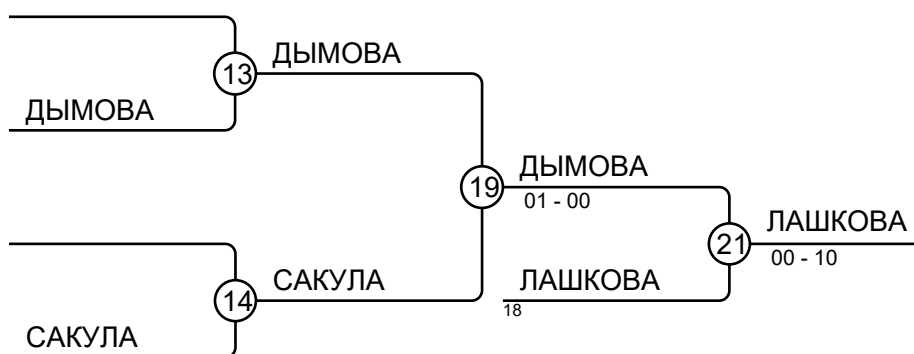 13
ДЫМОВА
ДЫМОВА
19
ДЫМОВА
01 - 00
21
ЛАШКОВА
00 - 10
ЛАШКОВА
18
14
САКУЛА
САКУЛА